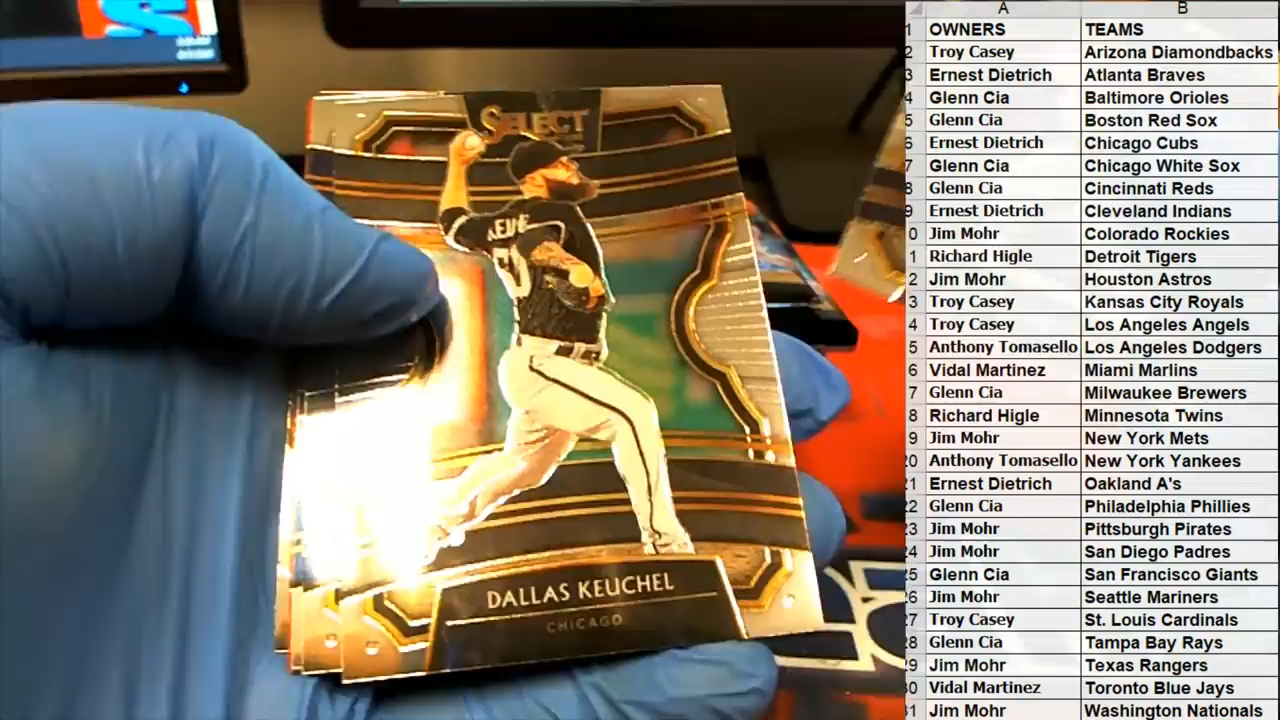 SELECT
DALLAS KEUCHEL
CHICAGO
A B
1 OWNERS TEAMS
2 Troy Casey Arizona Diamondbacks
3 Ernest Dietrich Atlanta Braves
4 Glenn Cia Baltimore Orioles
5 Glenn Cia Boston Red Sox
6 Ernest Dietrich Chicago Cubs
7 Glenn Cia Chicago White Sox
8 Glenn Cia Cincinnati Reds
9 Ernest Dietrich Cleveland Indians
0 Jim Mohr Colorado Rockies
1 Richard Higle Detroit Tigers
2 Jim Mohr Houston Astros
3 Troy Casey Kansas City Royals
4 Troy Casey Los Angeles Angels
5 Anthony Tomasello Los Angeles Dodgers
6 Vidal Martinez Miami Marlins
7 Glenn Cia Milwaukee Brewers
8 Richard Higle Minnesota Twins
9 Jim Mohr New York Mets
20 Anthony Tomasello New York Yankees
21 Ernest Dietrich Oakland A's
22 Glenn Cia Philadelphia Phillies
23 Jim Mohr Pittsburgh Pirates
24 Jim Mohr San Diego Padres
25 Glenn Cia San Francisco Giants
26 Jim Mohr Seattle Mariners
27 Troy Casey St. Louis Cardinals
28 Glenn Cia Tampa Bay Rays
29 Jim Mohr Texas Rangers
30 Vidal Martinez Toronto Blue Jays
31 Jim Mohr Washington Nationals